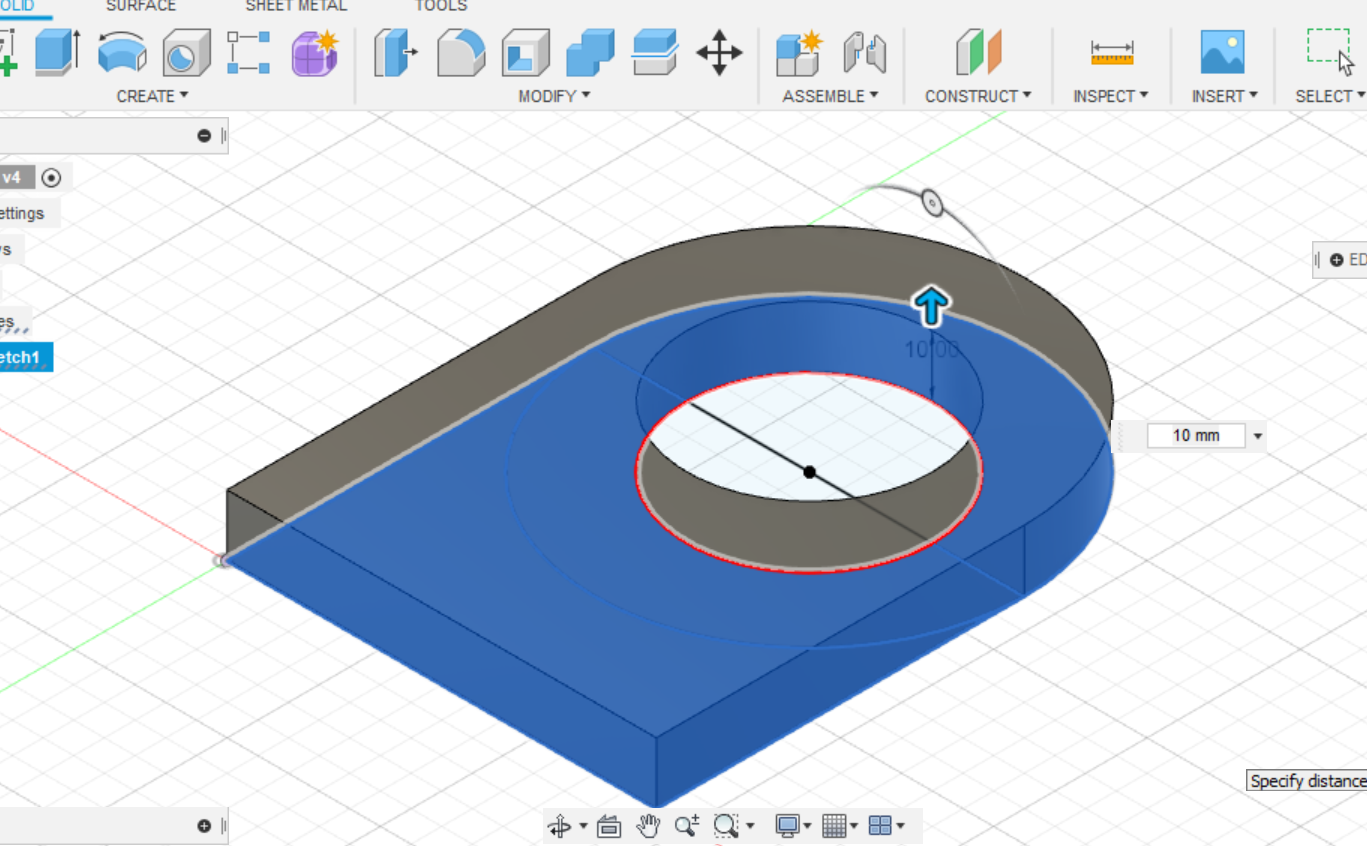 OLID SURFACE SHEET METAL TOOLS
CREATE MODIFY ASSEMBLE CONSTRUCT INSPECT INSERT SELECT
v4
ettings
s
ED
es
etch1
10.00
10 mm
Specify distance